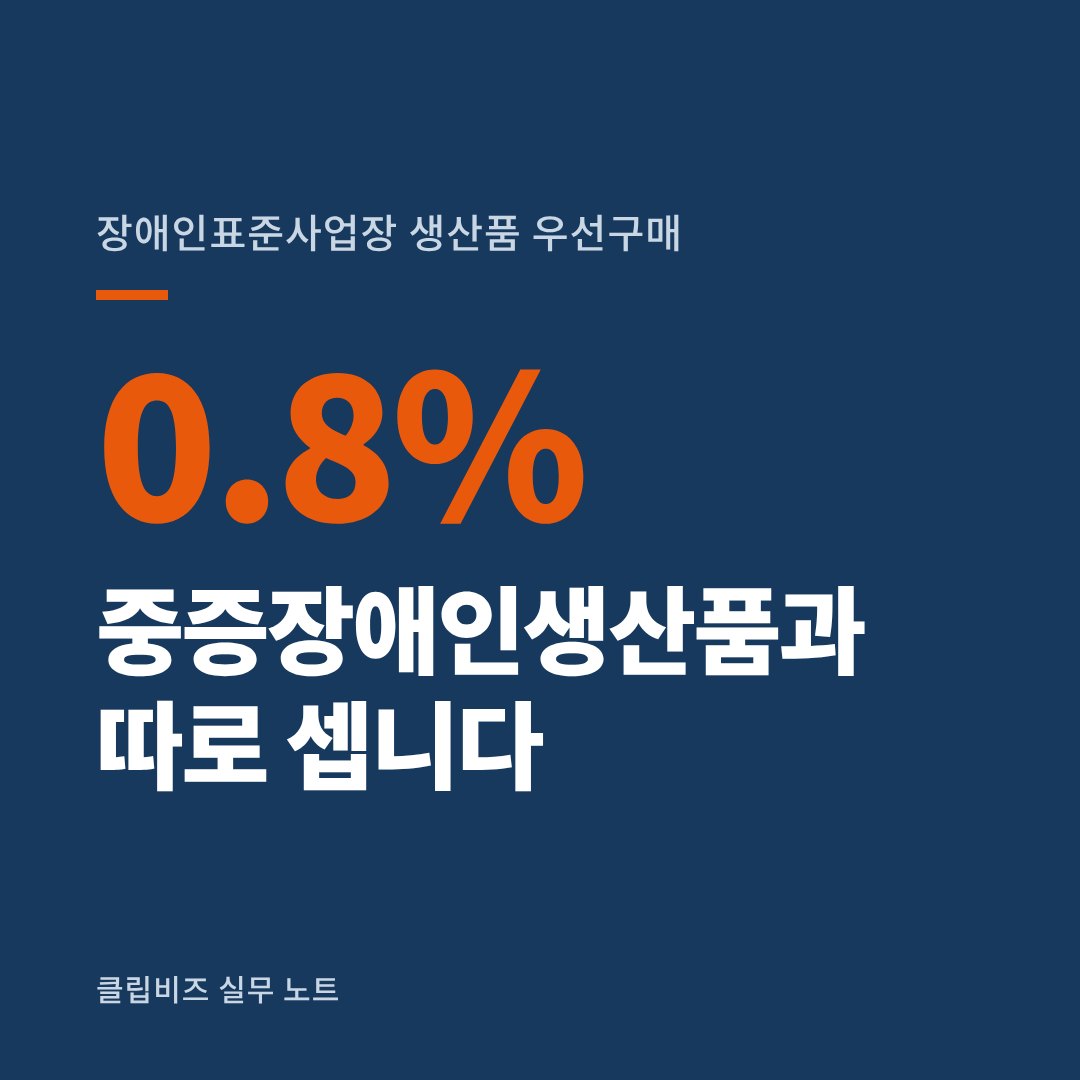 장애인표준사업장 생산품 우선구매
0.8%
중증장애인생산품과
따로 셉니다
클립비즈 실무 노트